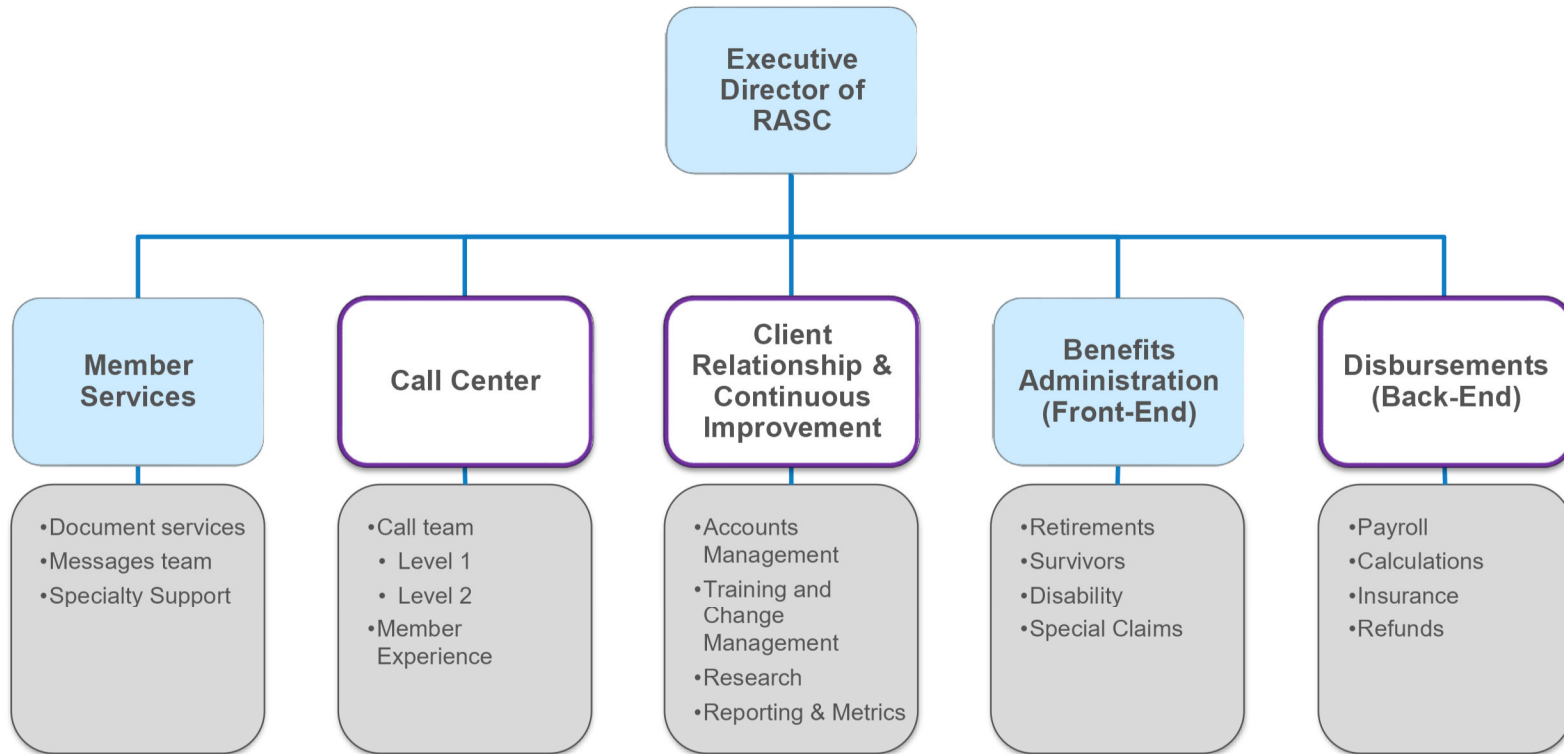 Executive
Director of
RASC
Member
Services
Call Center
Client
Relationship &
Continuous
Improvement
Benefits
Administration
(Front-End)
Disbursements
(Back-End)
•Document services
•Messages team
•Specialty Support
•Call team
• Level 1
• Level 2
•Member
Experience
•Accounts
Management
•Training and
Change
Management
•Research
•Reporting & Metrics
•Retirements
•Survivors
•Disability
•Special Claims
•Payroll
•Calculations
•Insurance
•Refunds